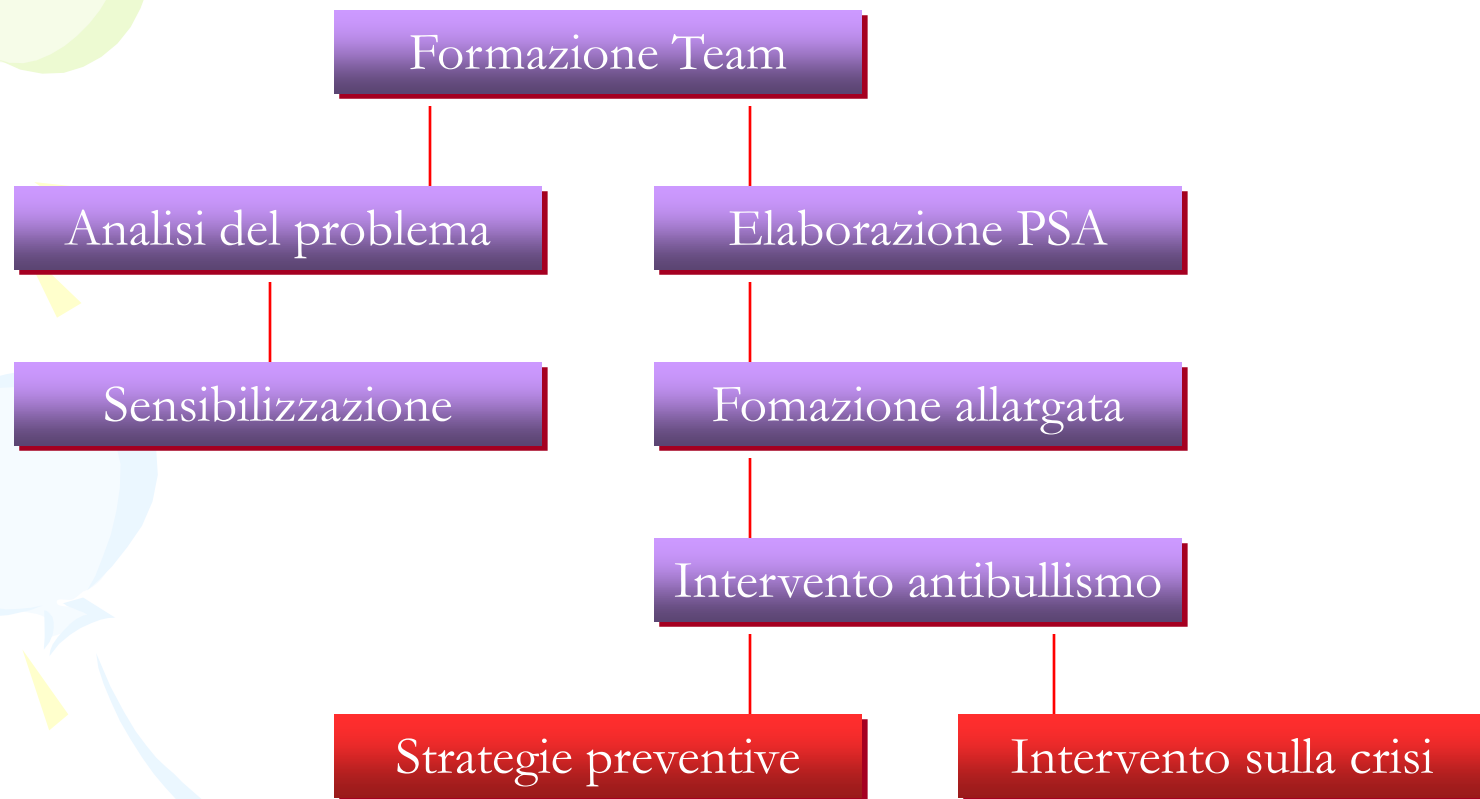 Formazione Team
Analisi del problema
Elaborazione PSA
Sensibilizzazione
Fomazione allargata
Intervento antibullismo
Strategie preventive
Intervento sulla crisi